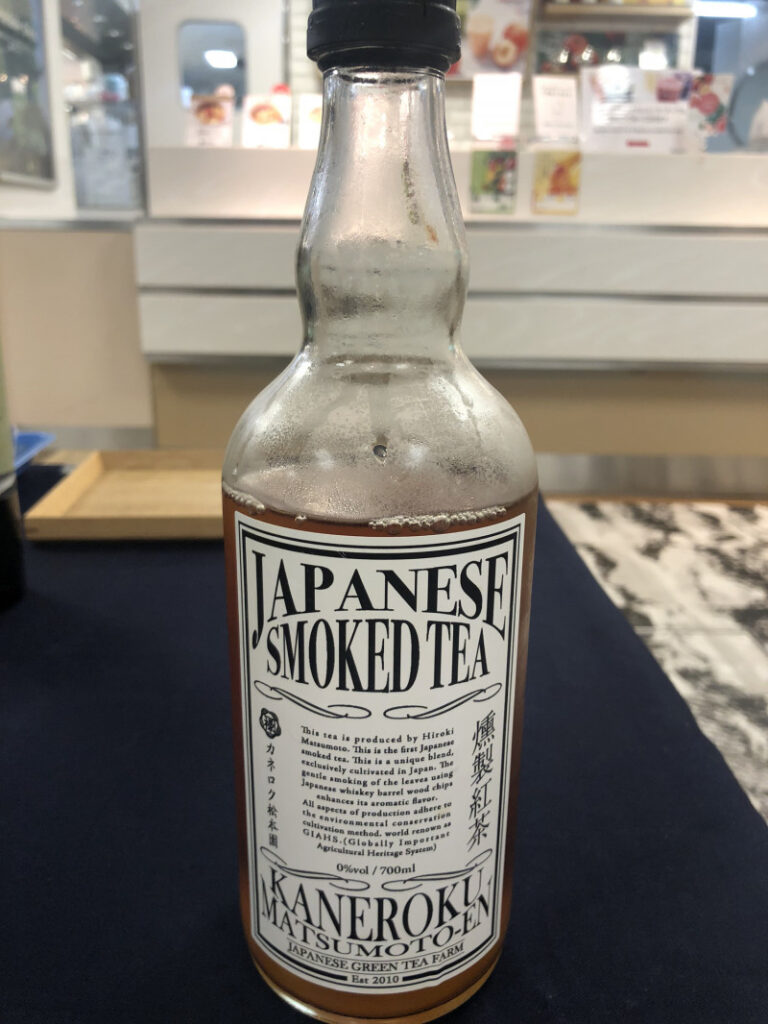 JAPANESE
SMOKED TEA
This tea is produced by Hiroki
Matsumoto. This is the first Japanese
smoked tea. This is a unique blend,
exclusively cultivated in Japan. The
gentle smoking of the leaves using
Japanese whiskey barrel wood chips
enhances its aromatic flavor.
All aspects of production adhere to
the environmental conservation
cultivation method, world renown as
GIAHS.(Globally Important
Agricultural Heritage System)
燻製紅茶
カネロク松本園
0%vol / 700ml
KANEROKU
MATSUMOTO-EN
JAPANESE GREEN TEA FARM
Est 2010